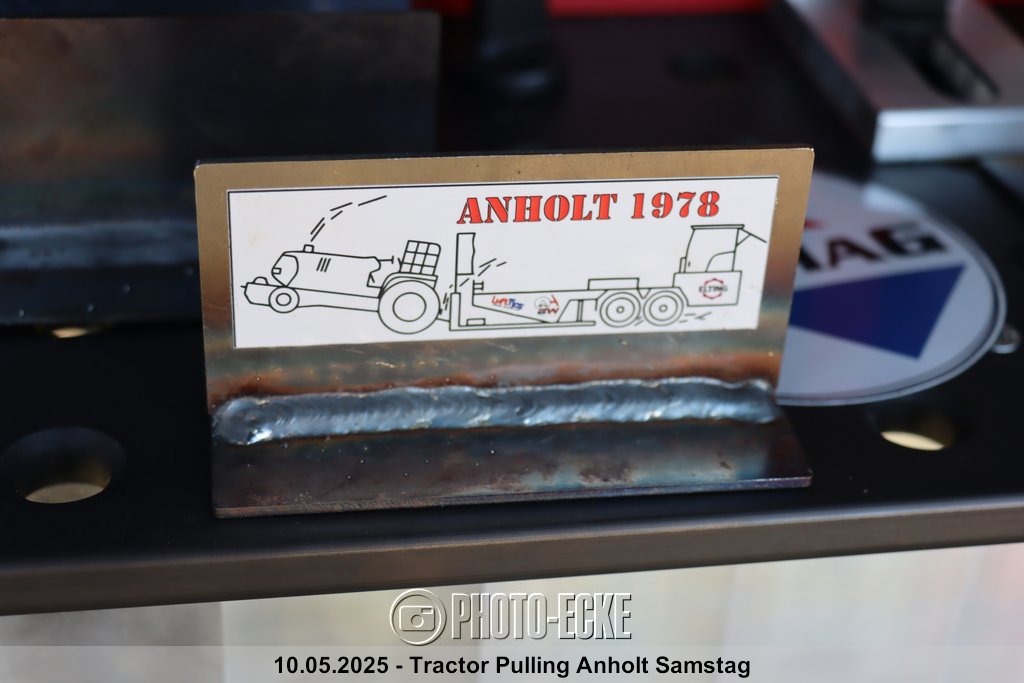 ANHOLT 1978
ELTING
PHOTO-ECKE
10.05.2025 - Tractor Pulling Anholt Samstag